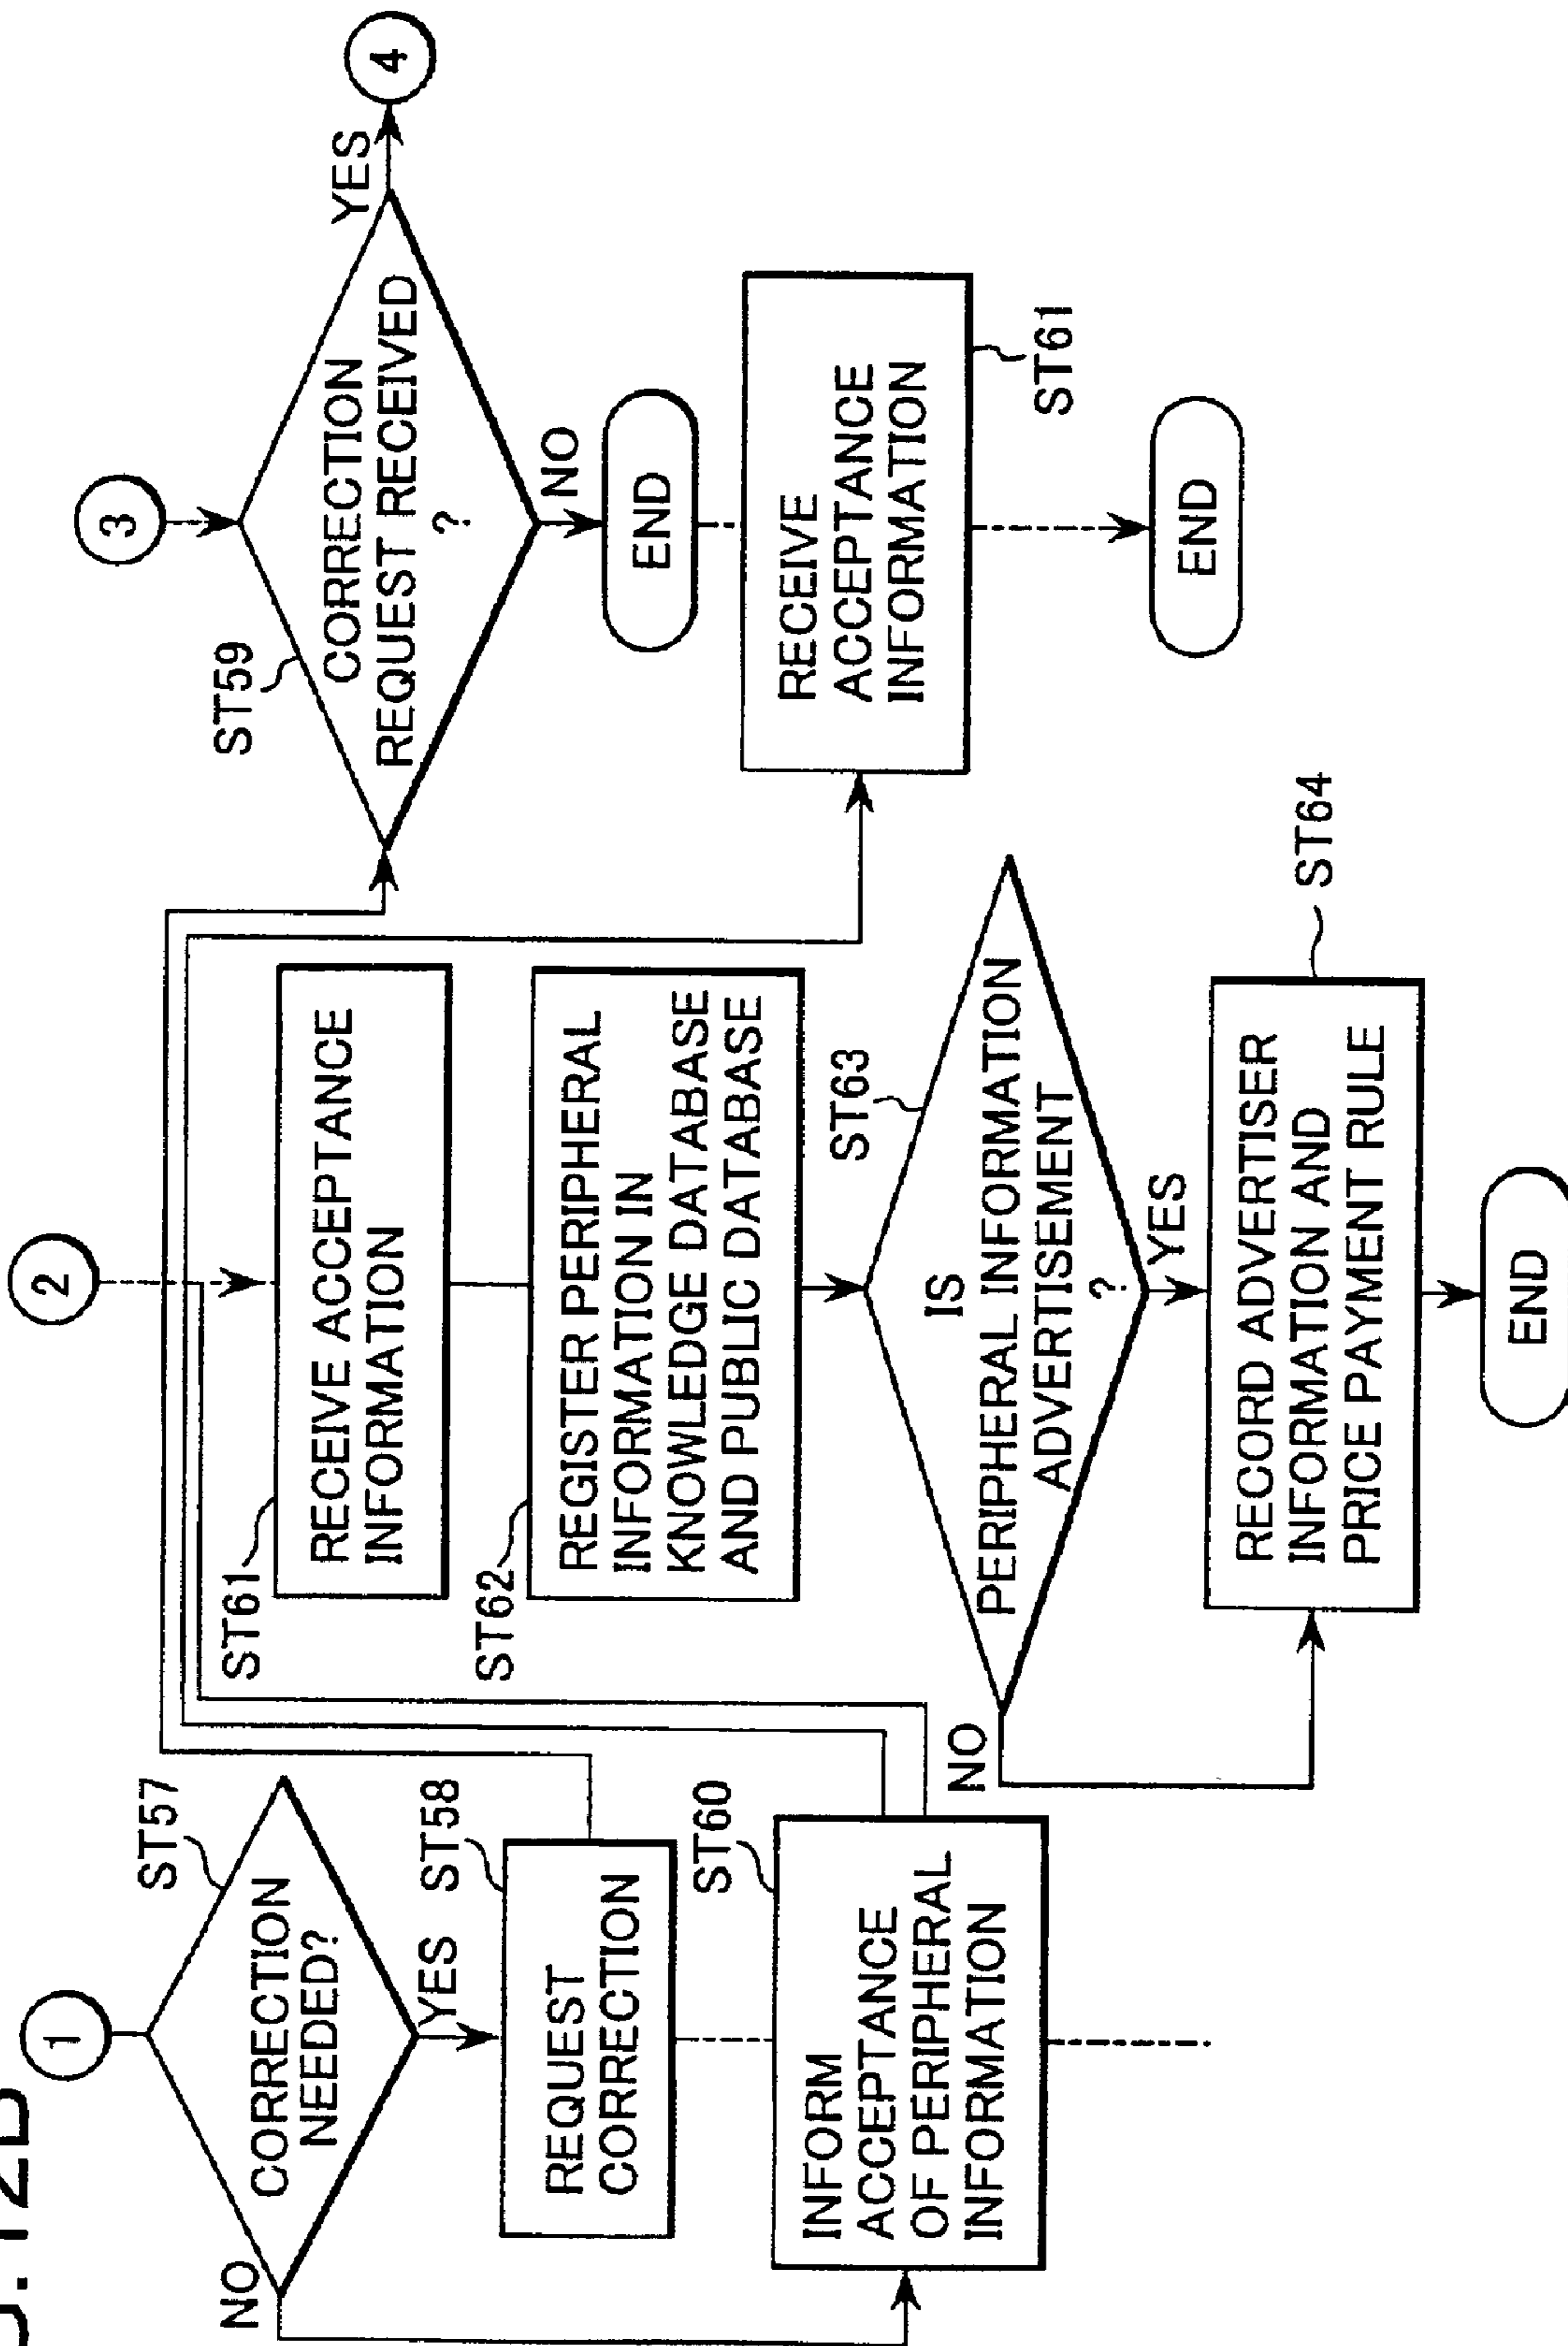 1
ST57
CORRECTION
NEEDED?
NO
YES
ST58
REQUEST
CORRECTION
ST60
INFORM
ACCEPTANCE
OF PERIPHERAL
INFORMATION
2
ST61
RECEIVE ACCEPTANCE
INFORMATION
ST62
REGISTER PERIPHERAL
INFORMATION IN
KNOWLEDGE DATABASE
AND PUBLIC DATABASE
ST63
IS
PERIPHERAL INFORMATION
ADVERTISEMENT
?
NO
YES
ST64
RECORD ADVERTISER
INFORMATION AND
PRICE PAYMENT RULE
END
3
ST59
CORRECTION
REQUEST RECEIVED
?
YES
4
NO
END
RECEIVE
ACCEPTANCE
INFORMATION
ST61
END